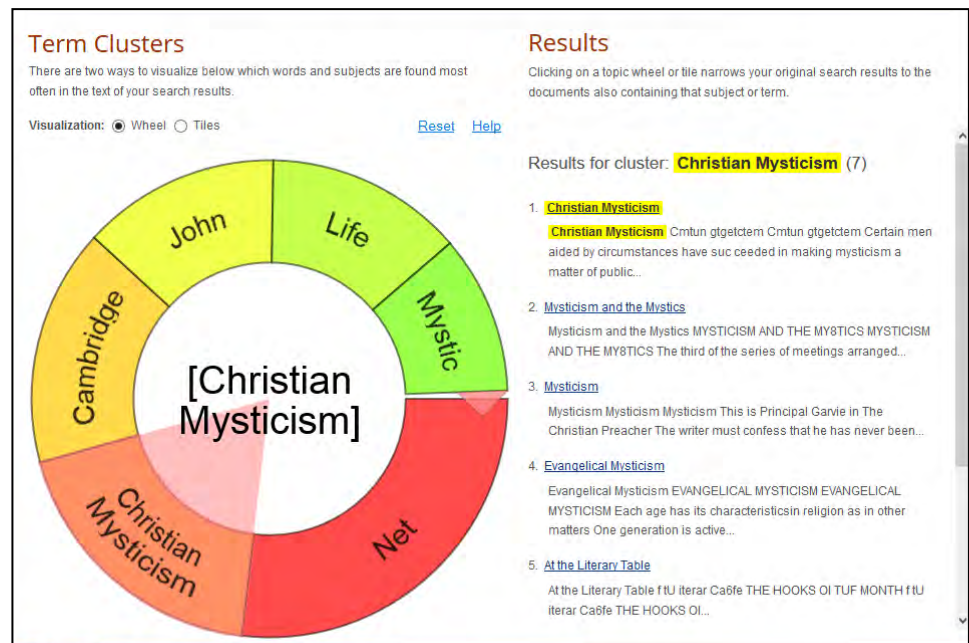 Term Clusters
There are two ways to visualize below which words and subjects are found most
often in the text of your search results.
Visualization: Wheel Tiles Reset Help
John
Life
Cambridge
Mystic
[Christian
Mysticism]
Christian
Mysticism
Net
Results
Clicking on a topic wheel or tile narrows your original search results to the
documents also containing that subject or term.
Results for cluster: Christian Mysticism (7)
1. Christian Mysticism
Christian Mysticism Cmtun gtgetctem Cmtun gtgetctem Certain men
aided by circumstances have suc ceeded in making mysticism a
matter of public...
2. Mysticism and the Mystics
Mysticism and the Mystics MYSTICISM AND THE MY8TICS MYSTICISM
AND THE MY8TICS The third of the series of meetings arranged...
3. Mysticism
Mysticism Mysticism Mysticism This is Principal Garvie in The
Christian Preacher The writer must confess that he has never been...
4. Evangelical Mysticism
Evangelical Mysticism EVANGELICAL MYSTICISM EVANGELICAL
MYSTICISM Each age has its characteristicsin religion as in other
matters One generation is active...
5. At the Literary Table
At the Literary Table f tU iterar Ca6fe THE HOOKS OI TUF MONTH f tU
iterar Ca6fe THE HOOKS OI...